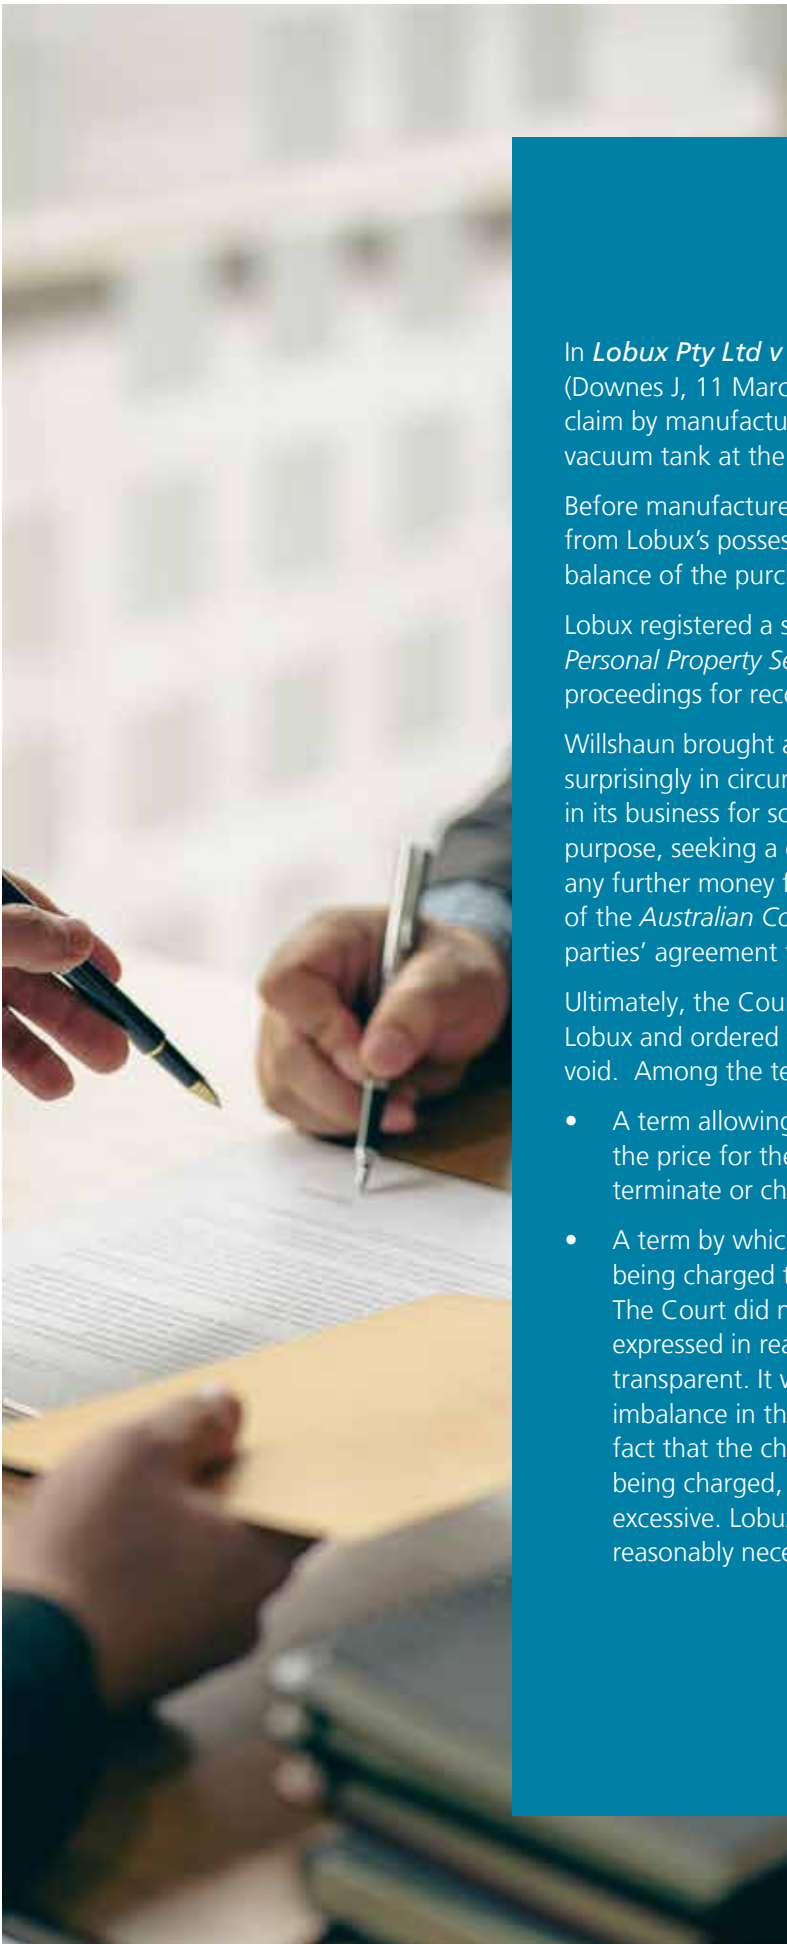 In Lobux Pty Ltd v
(Downes J, 11 Marc
claim by manufactu
vacuum tank at the
Before manufacture
from Lobux’s posses
balance of the purc
Lobux registered a s
Personal Property Se
proceedings for reco
Willshaun brought a
surprisingly in circur
in its business for so
purpose, seeking a
any further money f
of the Australian Co
parties’ agreement
Ultimately, the Cour
Lobux and ordered
void. Among the te
• A term allowing
the price for the
terminate or ch
• A term by whic
being charged t
The Court did n
expressed in rea
transparent. It v
imbalance in th
fact that the ch
being charged,
excessive. Lobux
reasonably nece